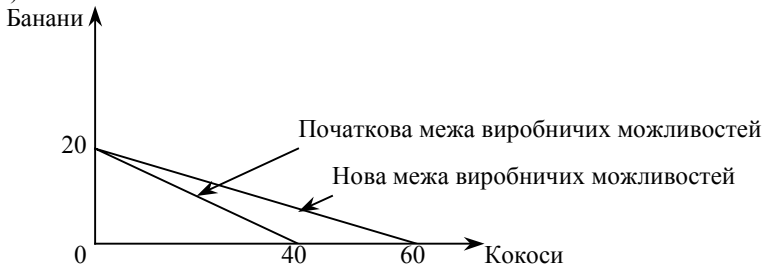 Банани
Початкова межа виробничих можливостей
20
Нова межа виробничих можливостей
0
40
60
Кокоси